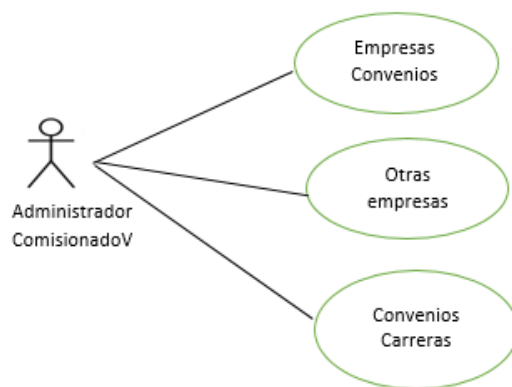 Empresas
Convenios
Otras
empresas
Administrador
ComisionadoV
Convenios
Carreras